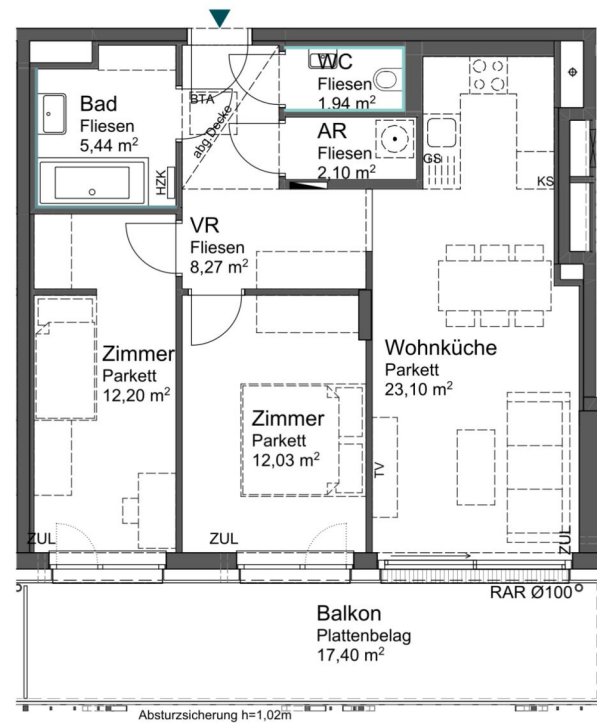 WC
Fliesen
1.94 m²
Bad
Fliesen
5,44 m²
BTA
abg.Decke
AR
Fliesen
2.10 m²
GS
KS
HZK
VR
Fliesen
8,27 m²
Zimmer
Parkett
12,20 m²
Wohnküche
Parkett
23,10 m²
Zimmer
Parkett
12,03 m²
TV
ZUL
ZUL
ZUL
RAR Ø100
Balkon
Plattenbelag
17,40 m²
Absturzsicherung h=1,02m